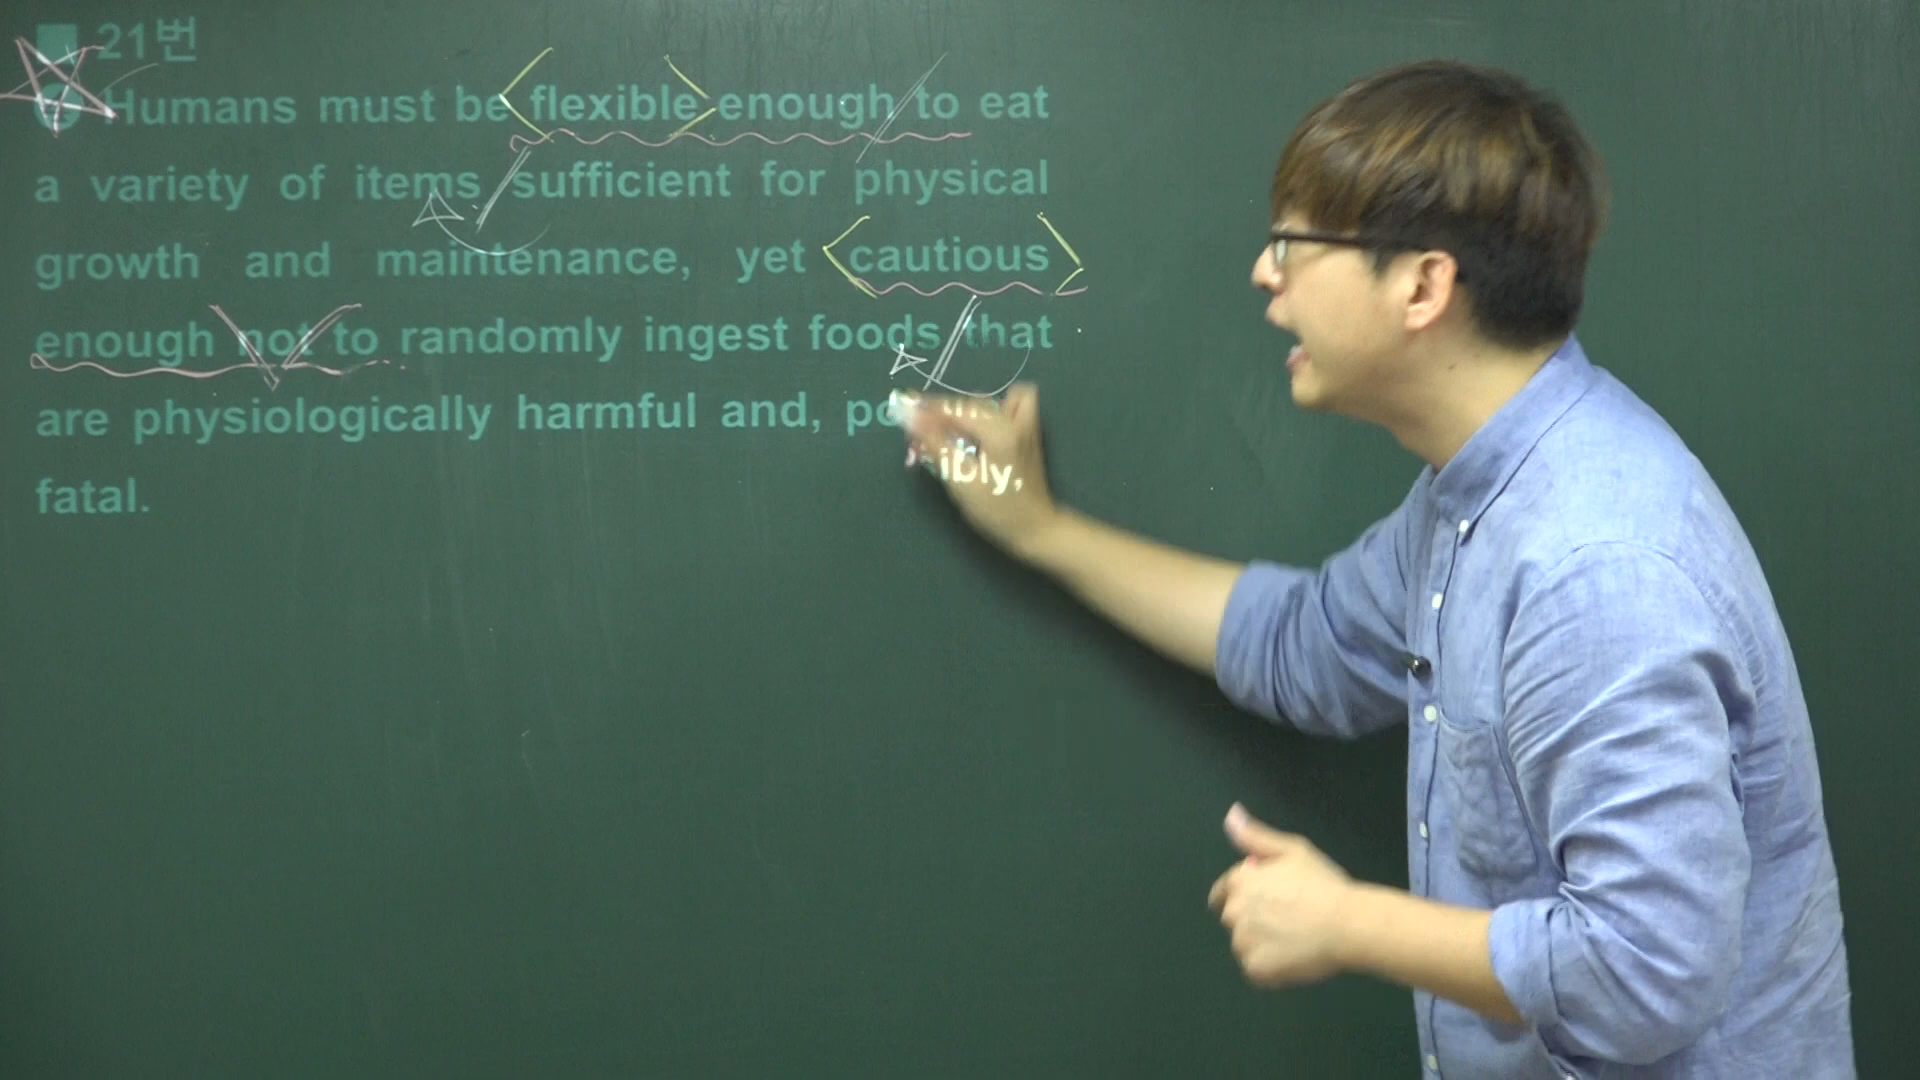 21번
Humans must be flexible enough to eat
a variety of items sufficient for physical
growth and maintenance, yet cautious
enough not to randomly ingest foods that
are physiologically harmful and, possibly,
fatal.